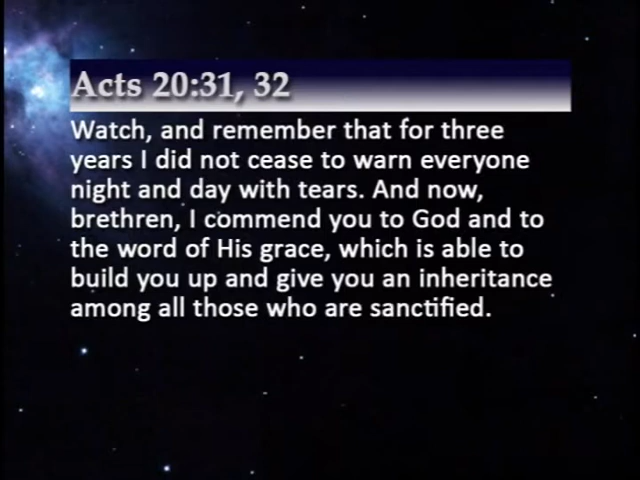 Acts 20:31, 32
Watch, and remember that for three
years I did not cease to warn everyone
night and day with tears. And now,
brethren, I commend you to God and to
the word of His grace, which is able to
build you up and give you an inheritance
among all those who are sanctified.